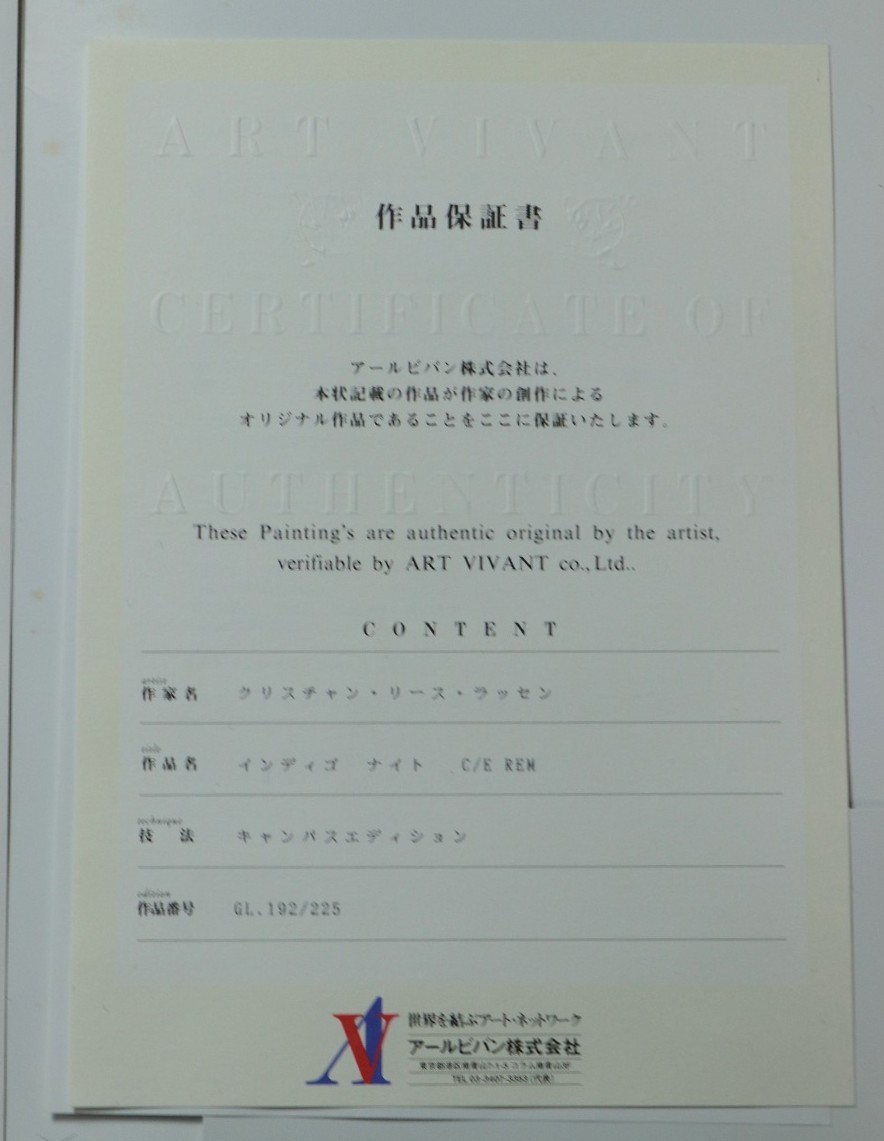 ART VIVANT
作品保証書
CERTIFICATE OF
アールビバン株式会社は、
本状記載の作品が作家の創作による
オリジナル作品であることをここに保証いたします。
AUTHENTICITY
These Painting's are authentic original by the artist,
verifiable by ART VIVANT co.,Ltd..
CONTENT
artist
作家名 クリスチャン・リース・ラッセン
作品名 インディゴ ナイト C/E REM
technique
技 法 キャンバスエディション
edition
作品番号 GL.192/225
AV
世界を結ぶアート・ネットワーク
アールビバン株式会社
TEL 03-3407-3353(代表)